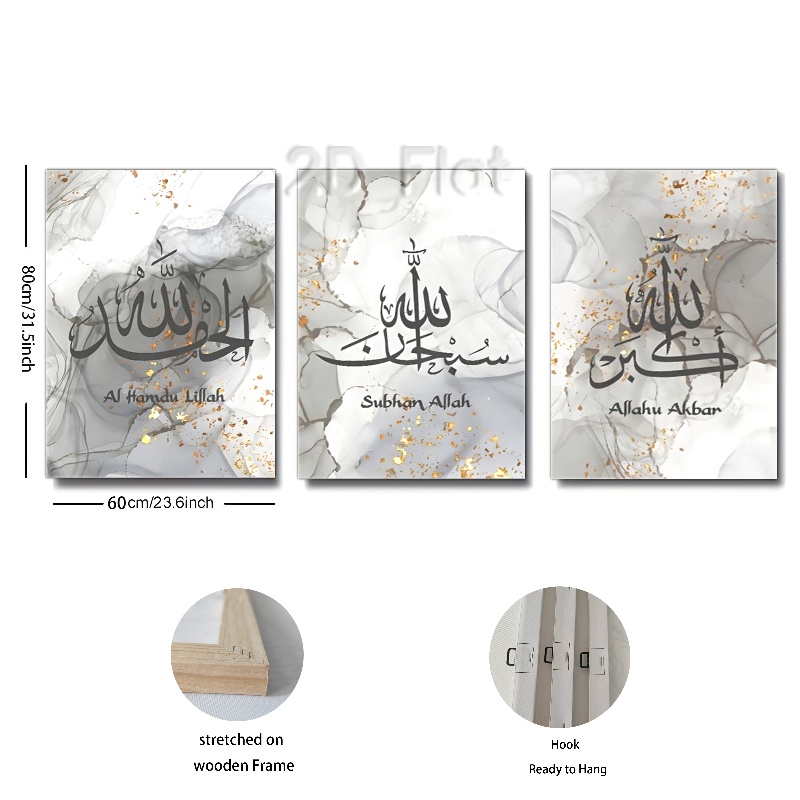 2D_Flat
الحمد لله
Al Hamdu Lillah
سبحان الله
Subhan Allah
الله أكبر
Allahu Akbar
80cm/31.5inch
60cm/23.6inch
stretched on
wooden Frame
Hook
Ready to Hang